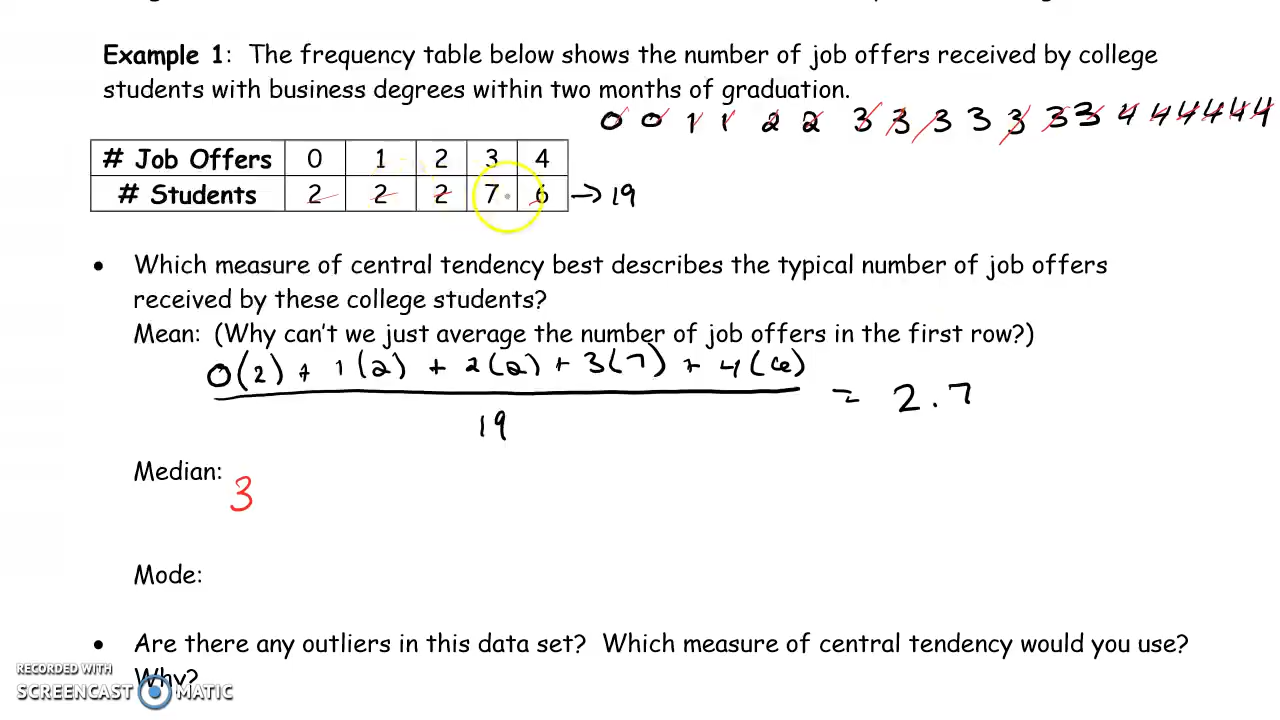 Example 1: The frequency table below shows the number of job offers received by college
students with business degrees within two months of graduation.
0 0 1 1 2 2 3 3 3 3 3 3 3 4 4 4 4 4 4
# Job Offers 0 1 2 3 4
# Students 2 2 2 7 6 → 19
• Which measure of central tendency best describes the typical number of job offers
received by these college students?
Mean: (Why can't we just average the number of job offers in the first row?)
0(2) + 1(2) + 2(2) + 3(7) + 4(6)
= 2.7
19
Median:
3
Mode:
• Are there any outliers in this data set? Which measure of central tendency would you use?
Why?
RECORDED WITH
SCREENCAST MATIC